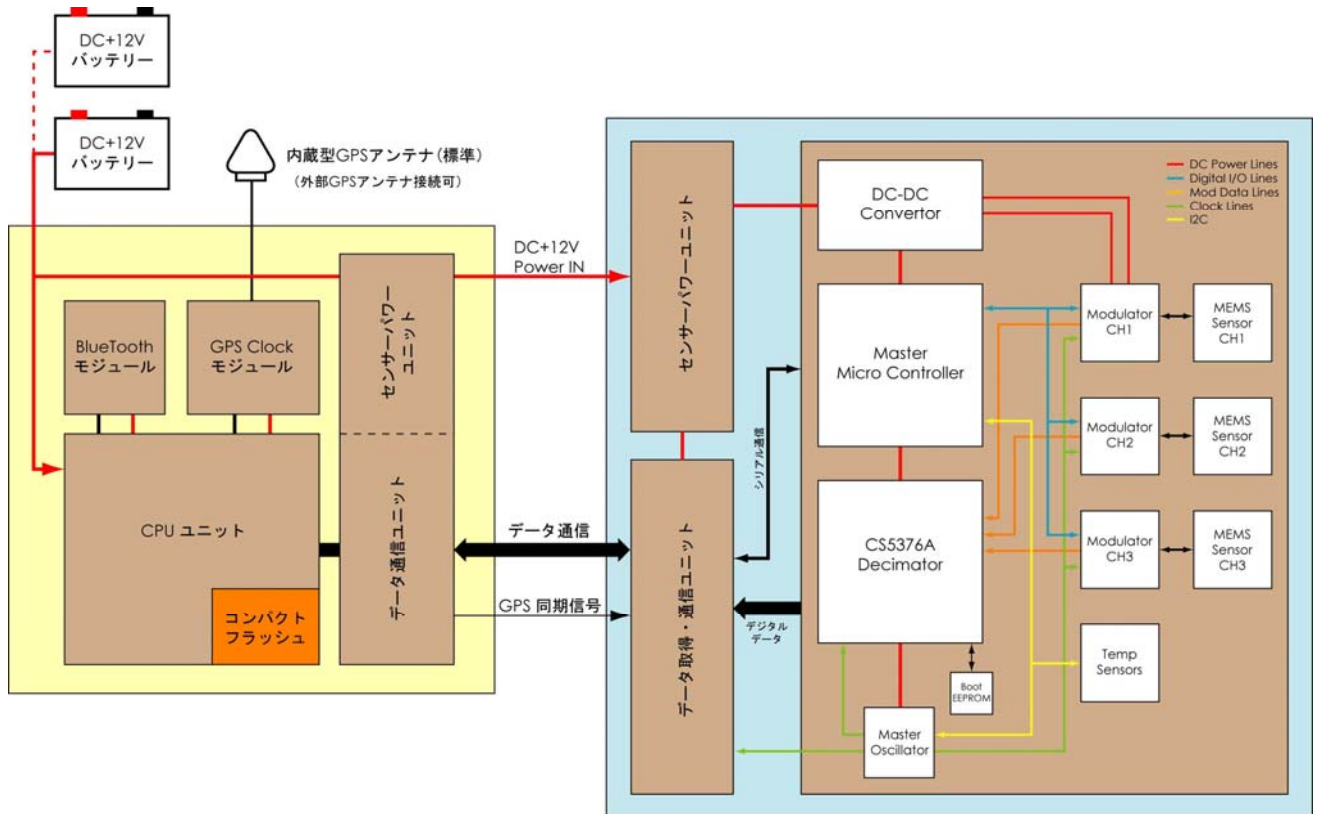 DC+12V
バッテリー
DC+12V
バッテリー
内蔵型GPSアンテナ(標準)
(外部GPSアンテナ接続可)
BlueTooth
モジュール
GPS Clock
モジュール
センサーパワー
ユニット
CPU ユニット
コンパクト
フラッシュ
データ通信ユニット
DC+12V
Power IN
データ通信
GPS 同期信号
センサーパワーユニット
データ取得・通信ユニット
シリアル通信
デジタル
データ
DC-DC
Convertor
Master
Micro Controller
CS5376A
Decimator
Boot
EEPROM
Master
Oscillator
DC Power Lines
Digital I/O Lines
Mod Data Lines
Clock Lines
I2C
Modulator
CH1
MEMS
Sensor
CH1
Modulator
CH2
MEMS
Sensor
CH2
Modulator
CH3
MEMS
Sensor
CH3
Temp
Sensors